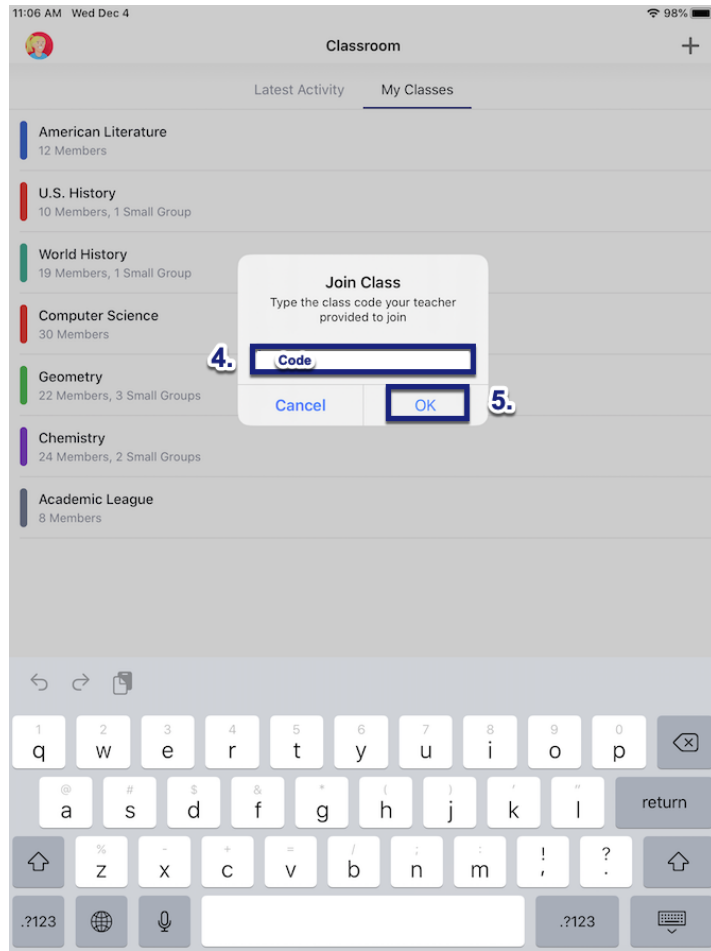 11:06 AM Wed Dec 4
98%
Classroom
+
Latest Activity My Classes
American Literature
12 Members
U.S. History
10 Members, 1 Small Group
World History
19 Members, 1 Small Group
Computer Science
30 Members
Geometry
22 Members, 3 Small Groups
Chemistry
24 Members, 2 Small Groups
Academic League
8 Members
Join Class
Type the class code your teacher
provided to join
4. Code
Cancel OK 5.
1 2 3 4 5 6 7 8 9 0
q w e r t y u i o p
@ # $ & * ( ) ' "
a s d f g h j k l return
% - + = / ; : ! ?
z x c v b n m , .
.?123 .?123